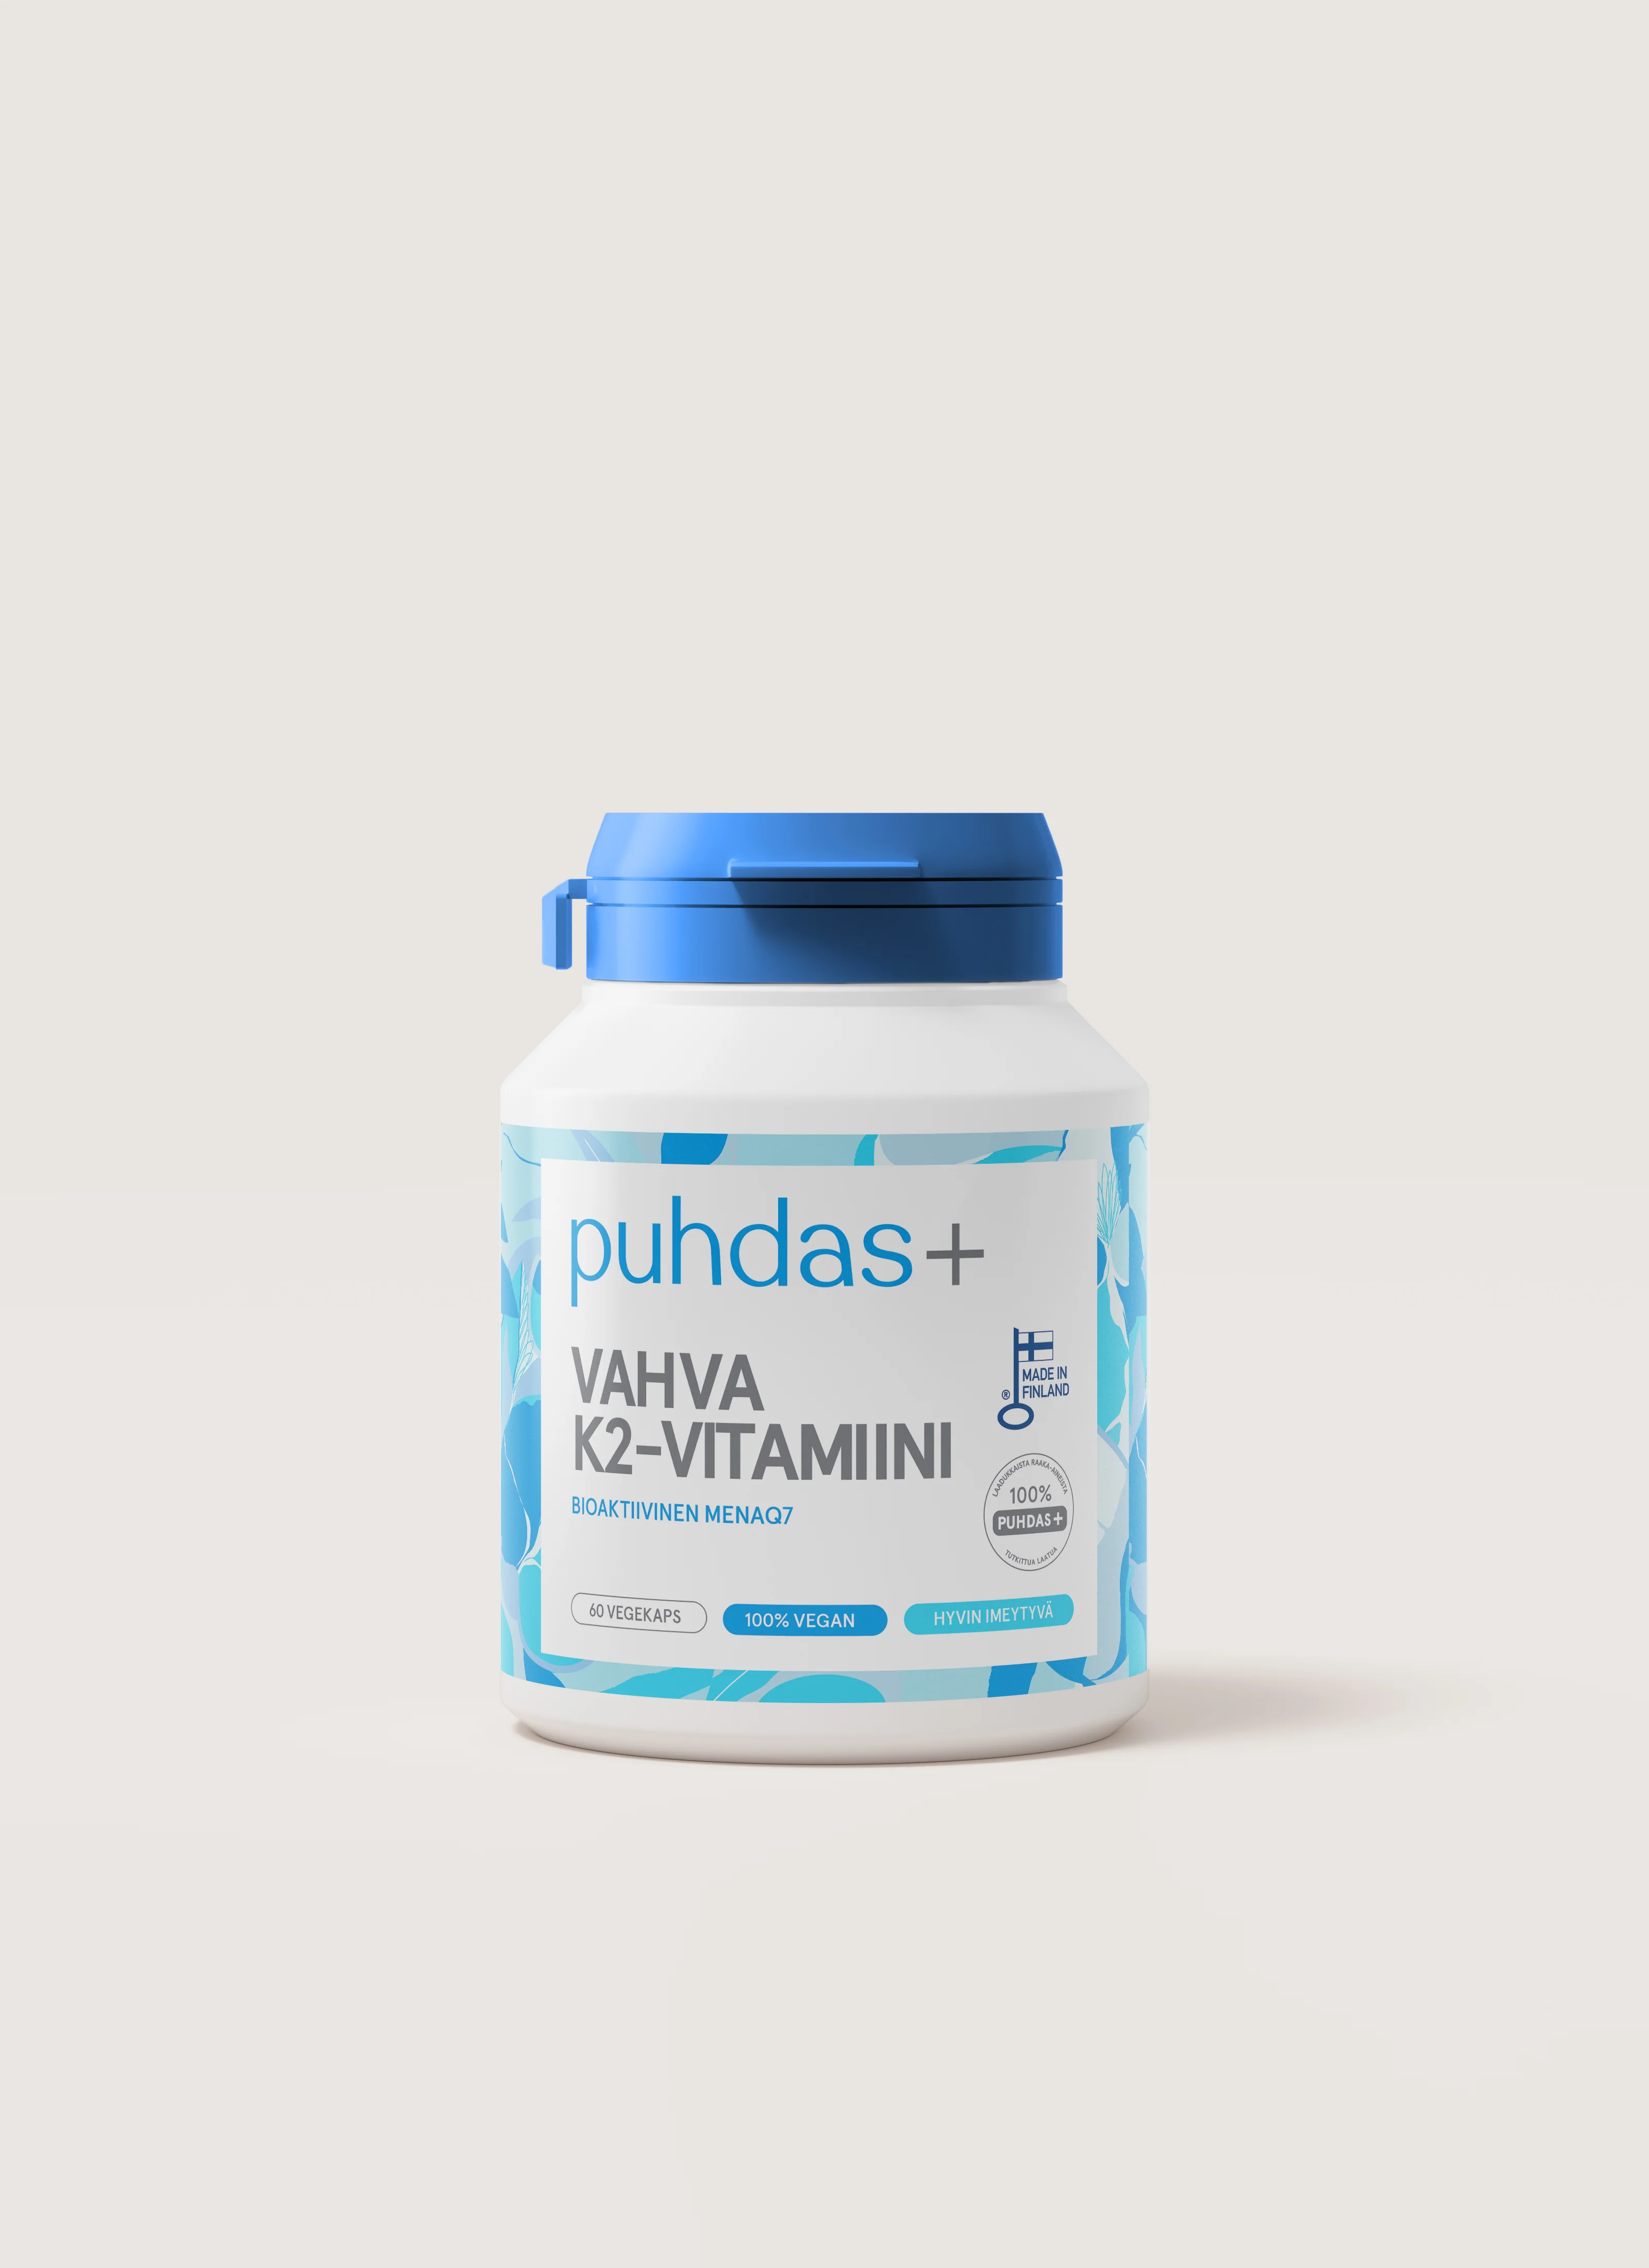 puhdas+
VAHVA
K2-VITAMIINI
BIOAKTIIVINEN MENAQ7
MADE IN
FINLAND
®
LAADUKKAISTA RAAKA-AINEISTA
100%
PUHDAS+
TUTKITTUA LAATUA
60 VEGEKAPS
100% VEGAN
HYVIN IMEYTYVÄ